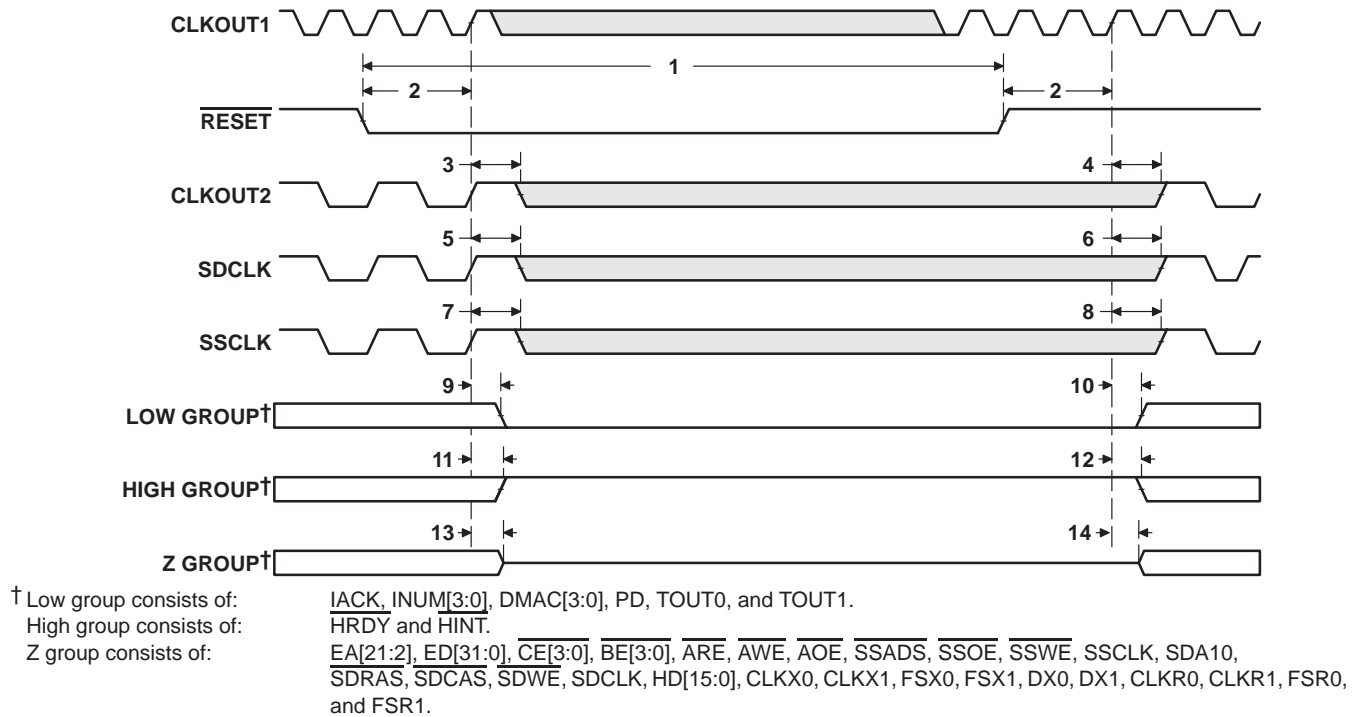 CLKOUT1
1
2 2
RESET
3 4
CLKOUT2
5 6
SDCLK
7 8
SSCLK
9 10
LOW GROUP†
11 12
HIGH GROUP†
13 14
Z GROUP†
† Low group consists of: IACK, INUM[3:0], DMAC[3:0], PD, TOUT0, and TOUT1.
High group consists of: HRDY and HINT.
Z group consists of: EA[21:2], ED[31:0], CE[3:0], BE[3:0], ARE, AWE, AOE, SSADS, SSOE, SSWE, SSCLK, SDA10,
SDRAS, SDCAS, SDWE, SDCLK, HD[15:0], CLKX0, CLKX1, FSX0, FSX1, DX0, DX1, CLKR0, CLKR1, FSR0,
and FSR1.